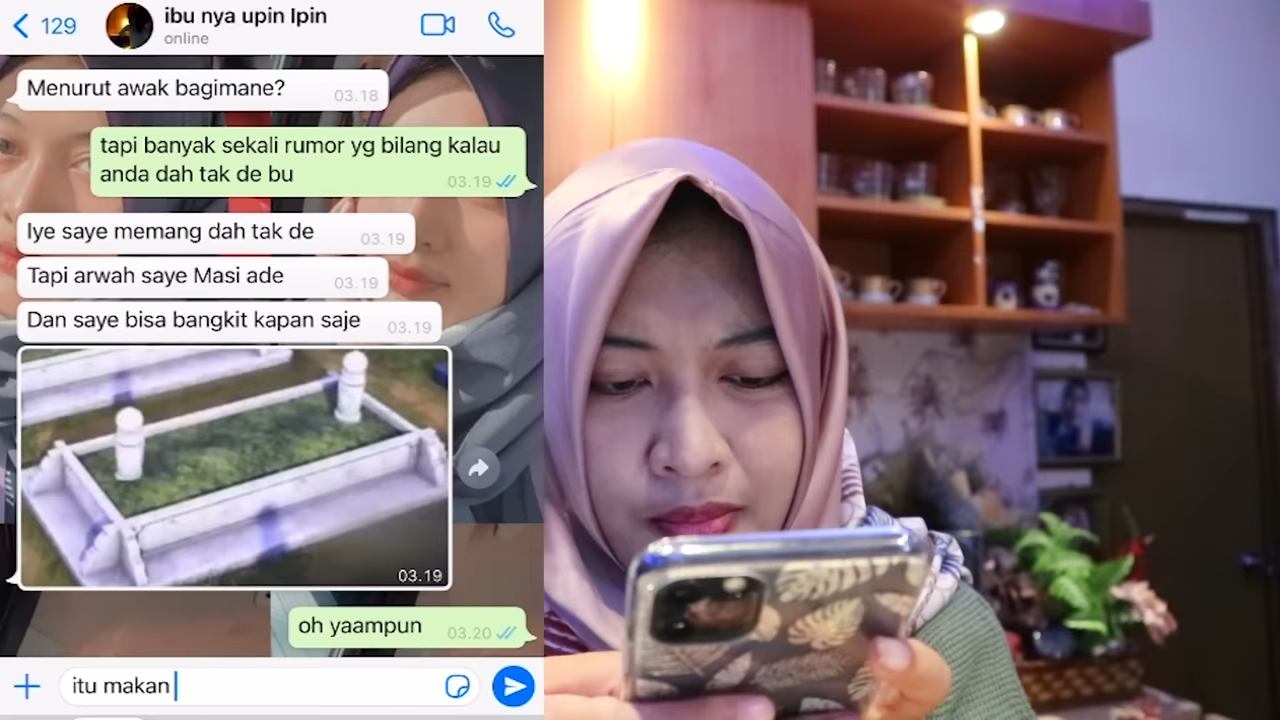 129
ibu nya upin Ipin
online
Menurut awak bagimane?
03.18
tapi banyak sekali rumor yg bilang kalau
anda dah tak de bu
03.19
Iye saye memang dah tak de
03.19
Tapi arwah saye Masi ade
03.19
Dan saye bisa bangkit kapan saje
03.19
03.19
oh yaampun
03.20
itu makan